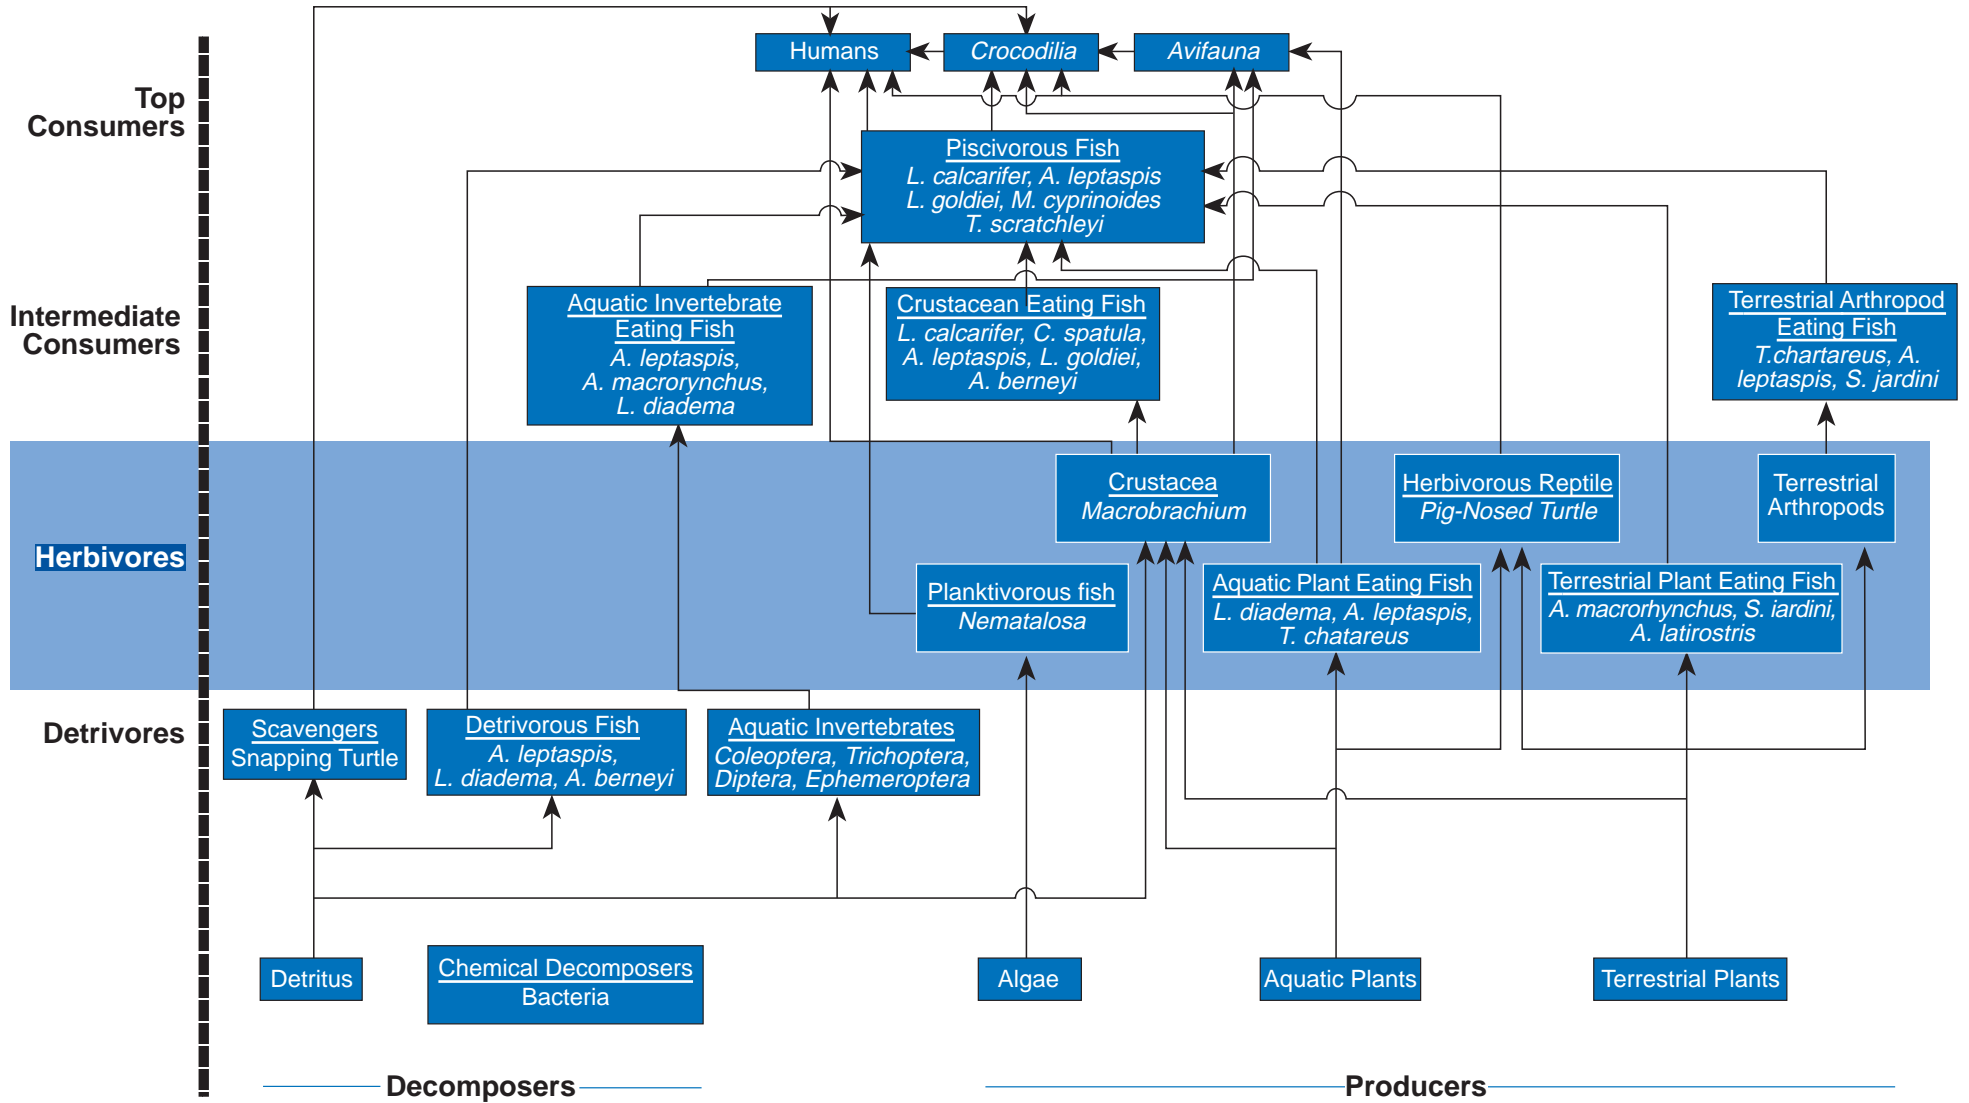 Humans
Crocodilia
Avifauna
Top
Consumers
Piscivorous Fish
L. calcarifer, A. leptaspis
L. goldiei, M. cyprinoides
T. scratchleyi
Intermediate
Consumers
Aquatic Invertebrate
Eating Fish
A. leptaspis,
A. macrorynchus,
L. diadema
Crustacean Eating Fish
L. calcarifer, C. spatula,
A. leptaspis, L. goldiei,
A. berneyi
Terrestrial Arthropod
Eating Fish
T.chartareus, A.
leptaspis, S. jardini
Herbivores
Crustacea
Macrobrachium
Herbivorous Reptile
Pig-Nosed Turtle
Terrestrial
Arthropods
Planktivorous fish
Nematalosa
Aquatic Plant Eating Fish
L. diadema, A. leptaspis,
T. chatareus
Terrestrial Plant Eating Fish
A. macrorhynchus, S. iardini,
A. latirostris
Detrivores
Scavengers
Snapping Turtle
Detrivorous Fish
A. leptaspis,
L. diadema, A. berneyi
Aquatic Invertebrates
Coleoptera, Trichoptera,
Diptera, Ephemeroptera
Detritus
Chemical Decomposers
Bacteria
Algae
Aquatic Plants
Terrestrial Plants
Decomposers
Producers